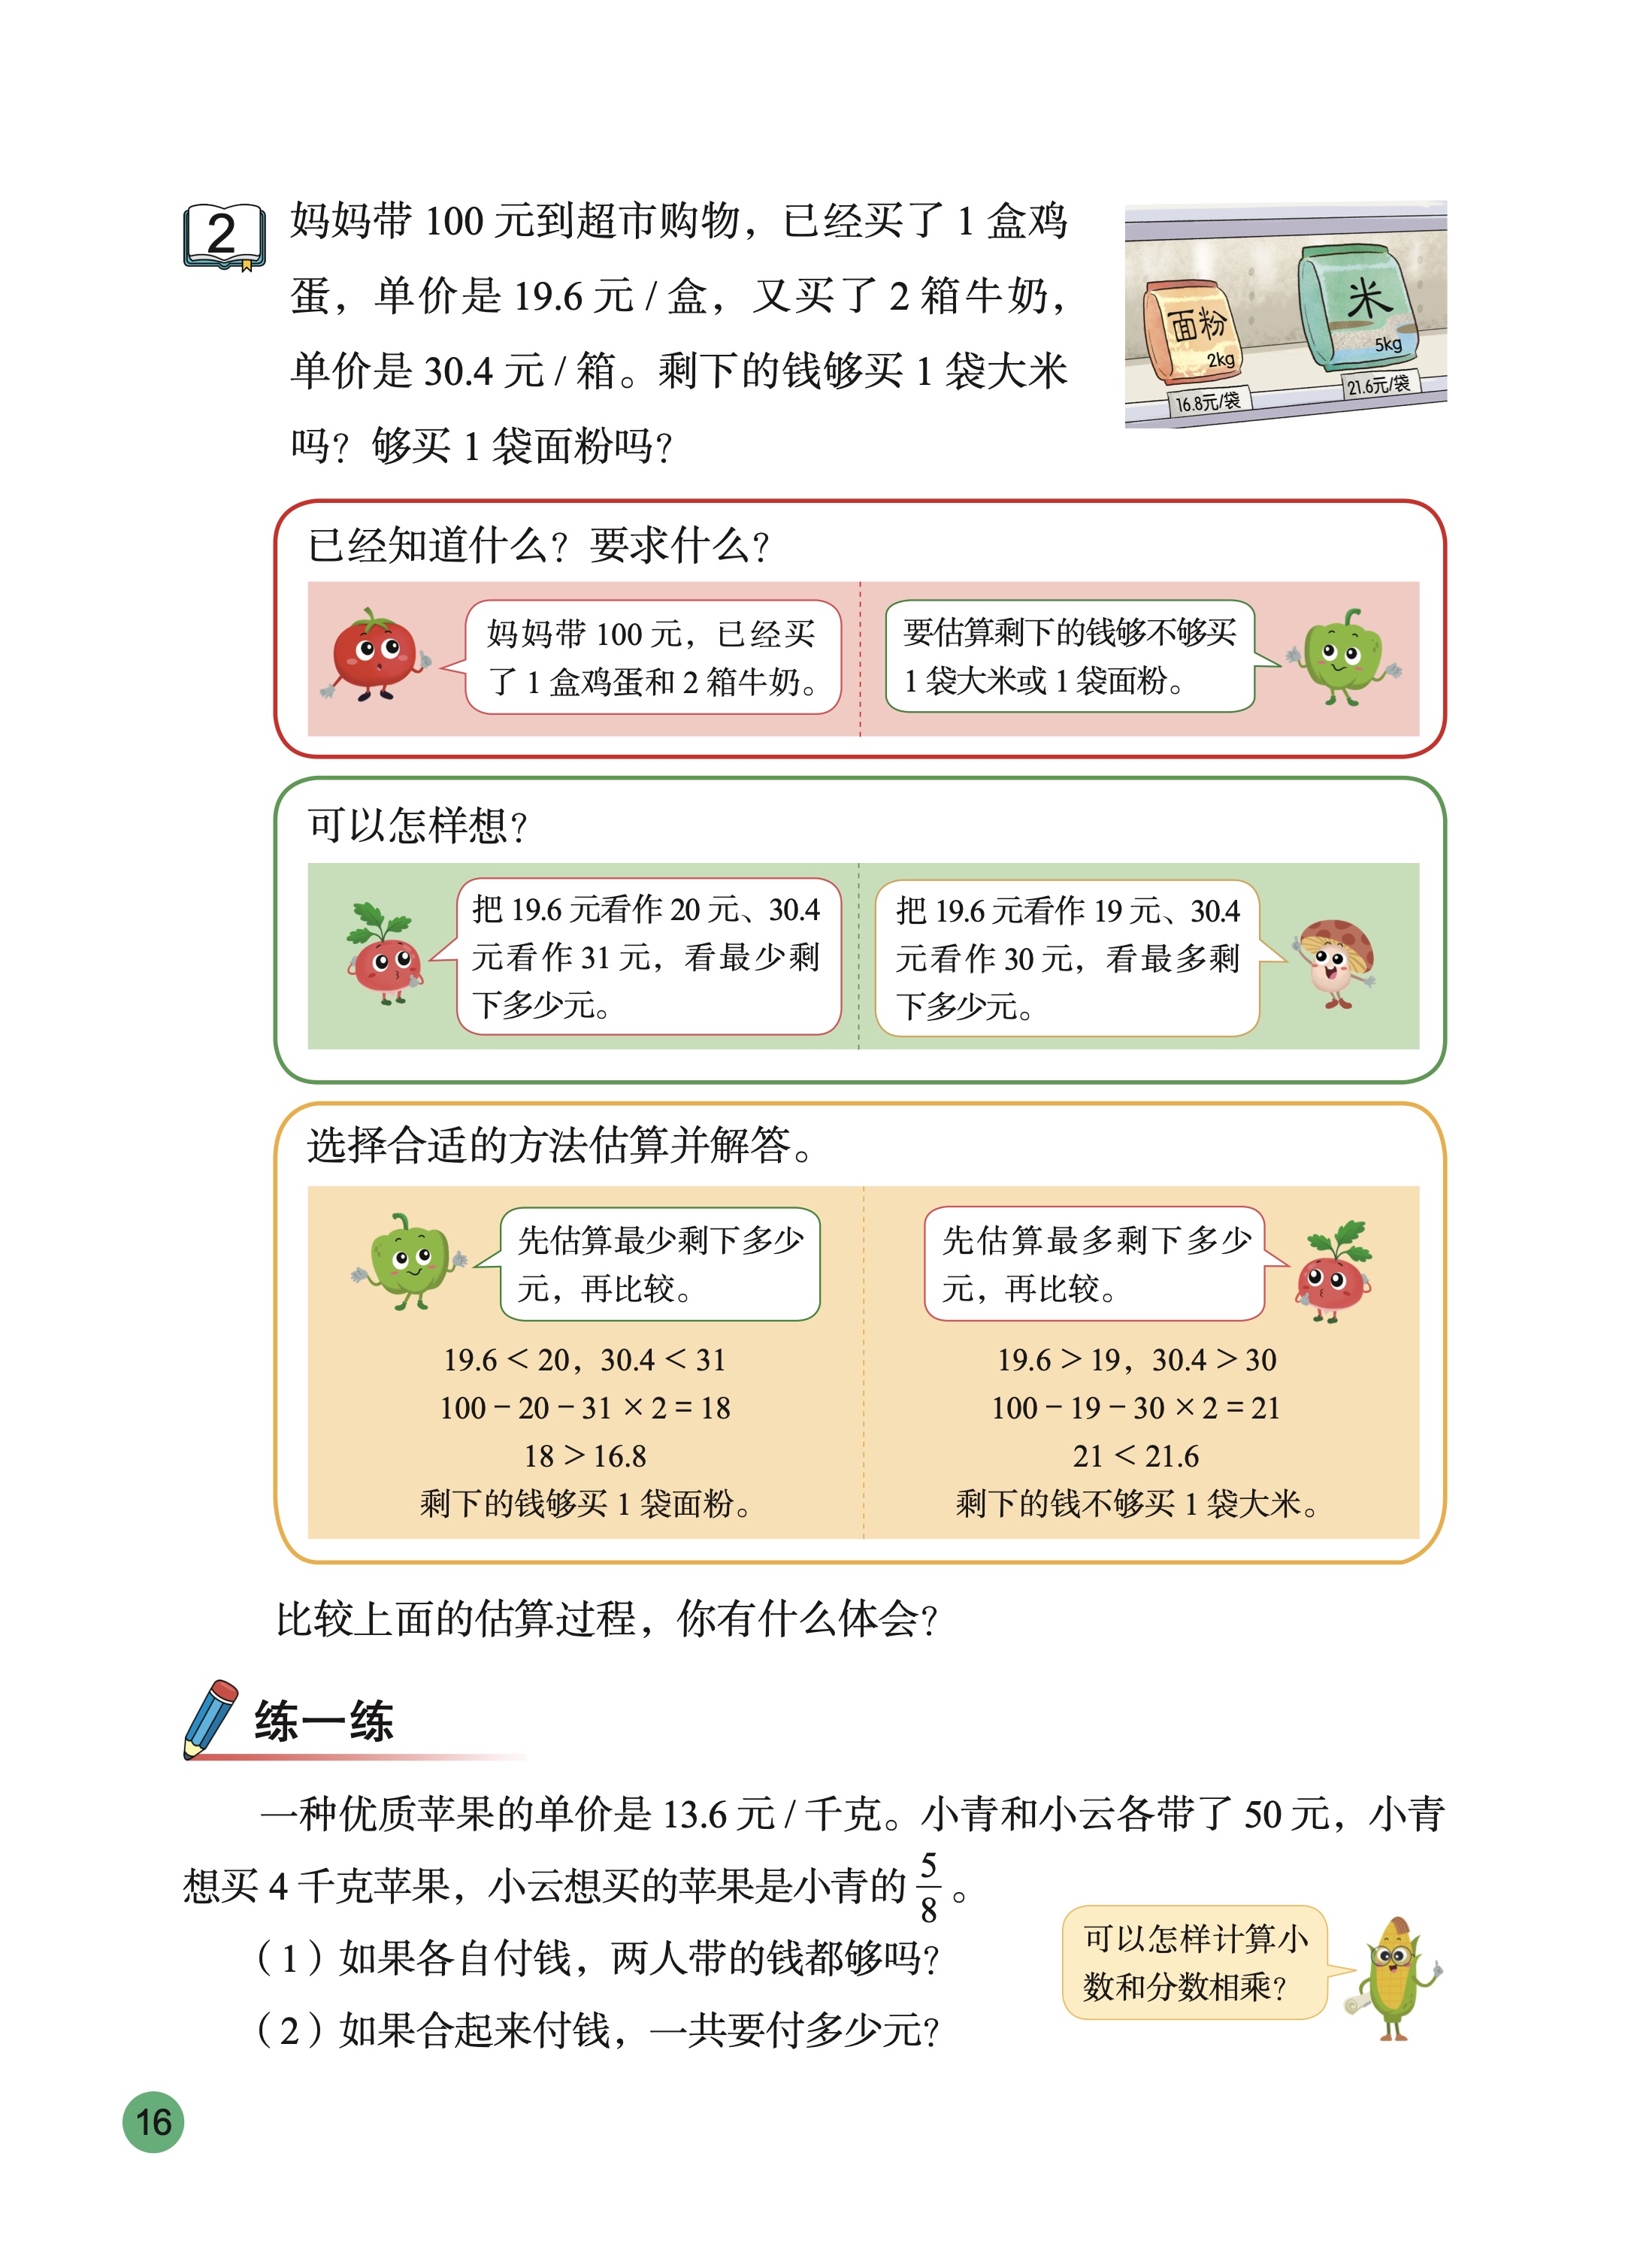 2
妈妈带 100 元到超市购物，已经买了 1 盒鸡
蛋，单价是 19.6 元 / 盒，又买了 2 箱牛奶，
单价是 30.4 元 / 箱。剩下的钱够买 1 袋大米
吗？够买 1 袋面粉吗？
面粉
2kg
16.8元/袋
米
5kg
21.6元/袋
已经知道什么？要求什么？
妈妈带 100 元，已经买
了 1 盒鸡蛋和 2 箱牛奶。
要估算剩下的钱够不够买
1 袋大米或 1 袋面粉。
可以怎样想？
把 19.6 元看作 20 元、30.4
元看作 31 元，看最少剩
下多少元。
把 19.6 元看作 19 元、30.4
元看作 30 元，看最多剩
下多少元。
选择合适的方法估算并解答。
先估算最少剩下多少
元，再比较。
19.6 < 20，30.4 < 31
100 − 20 − 31 × 2 = 18
18 > 16.8
剩下的钱够买 1 袋面粉。
先估算最多剩下多少
元，再比较。
19.6 > 19，30.4 > 30
100 − 19 − 30 × 2 = 21
21 < 21.6
剩下的钱不够买 1 袋大米。
比较上面的估算过程，你有什么体会？
练一练
一种优质苹果的单价是 13.6 元 / 千克。小青和小云各带了 50 元，小青
想买 4 千克苹果，小云想买的苹果是小青的 5/8 。
（1）如果各自付钱，两人带的钱都够吗？
（2）如果合起来付钱，一共要付多少元？
可以怎样计算小
数和分数相乘？
16